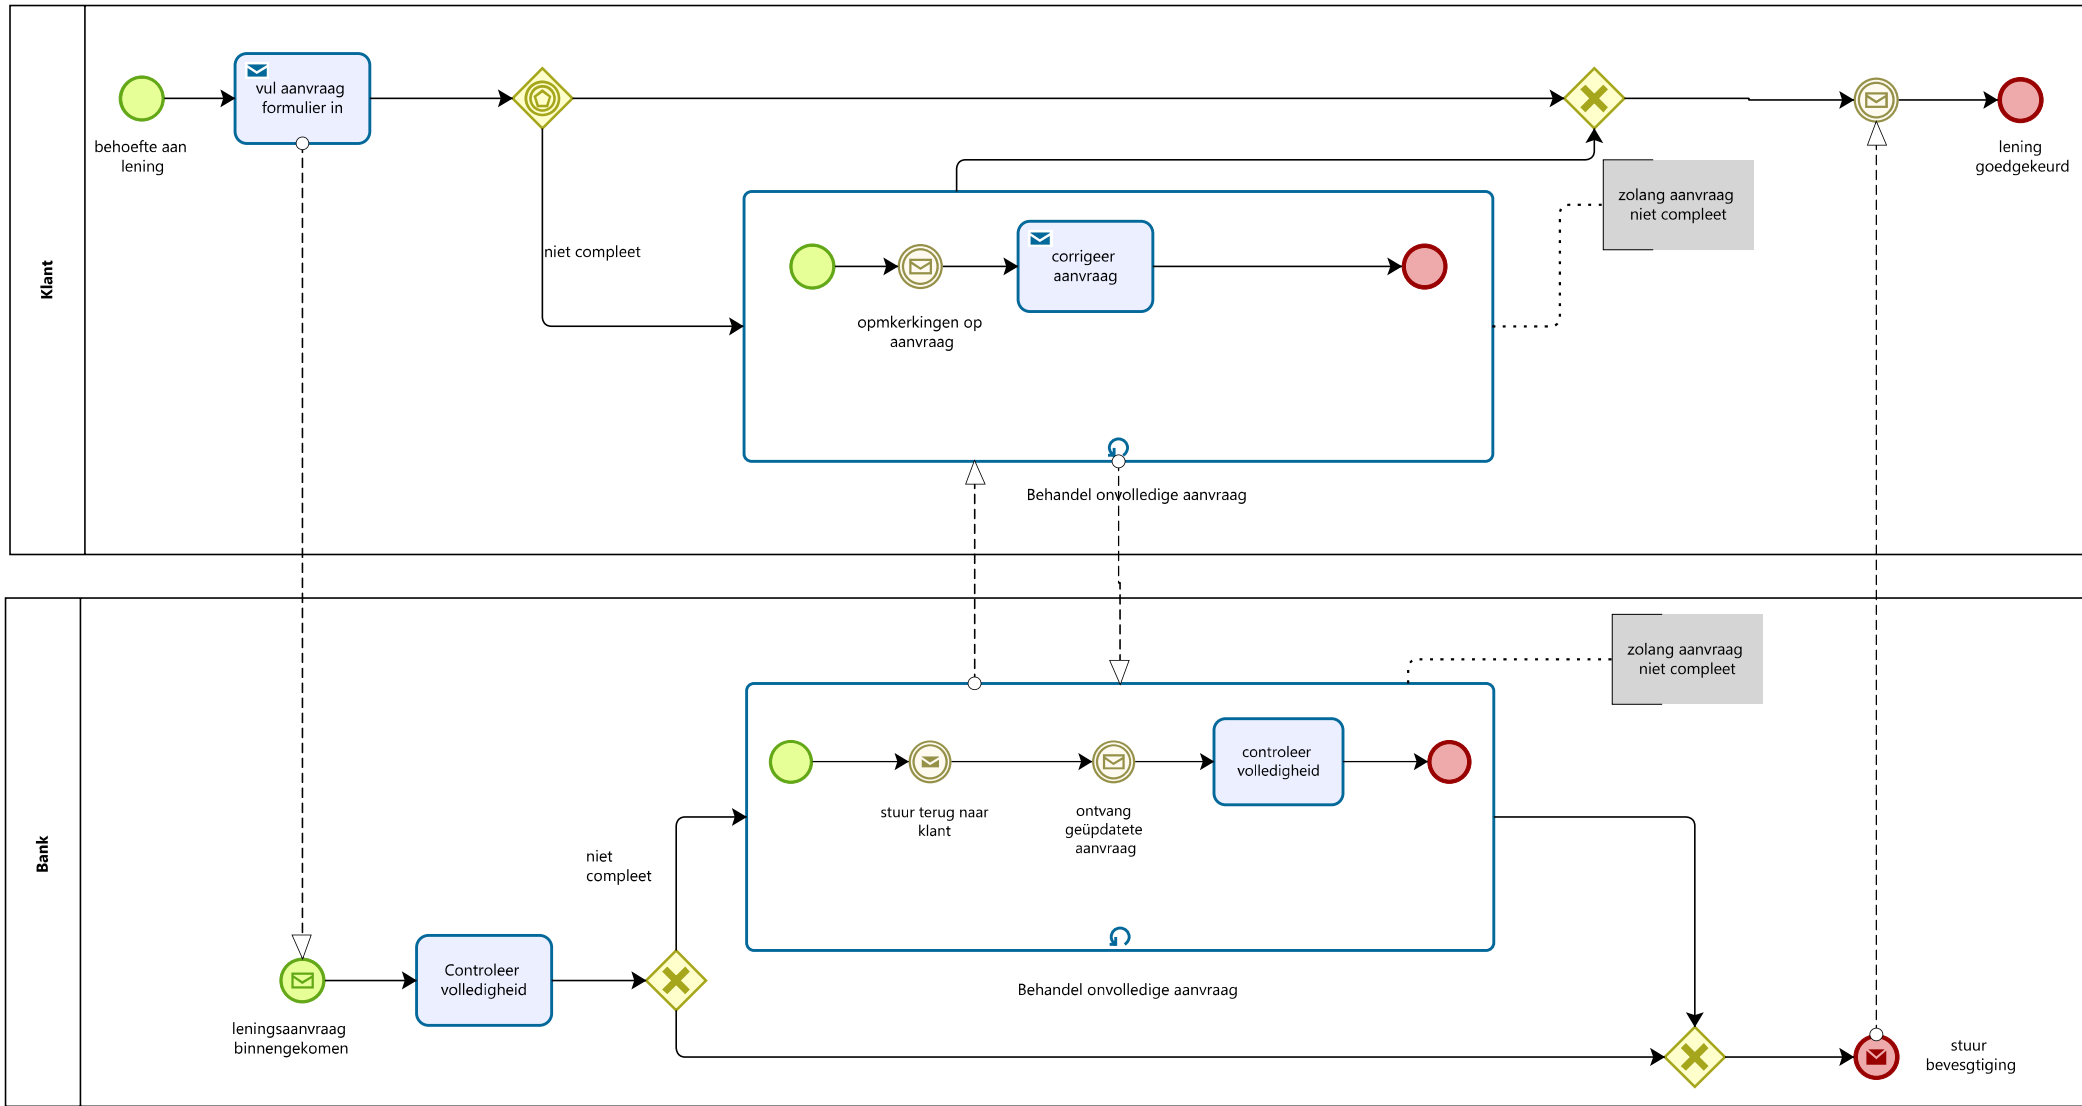 Klant
behoefte aan
lening
vul aanvraag
formulier in
niet compleet
opmkerkingen op
aanvraag
corrigeer
aanvraag
zolang aanvraag
niet compleet
lening
goedgekeurd
Behandel onvolledige aanvraag
Bank
zolang aanvraag
niet compleet
stuur terug naar
klant
ontvang
geüpdatete
aanvraag
controleer
volledigheid
niet
compleet
leningsaanvraag
binnengekomen
Controleer
volledigheid
Behandel onvolledige aanvraag
stuur
bevesgtiging